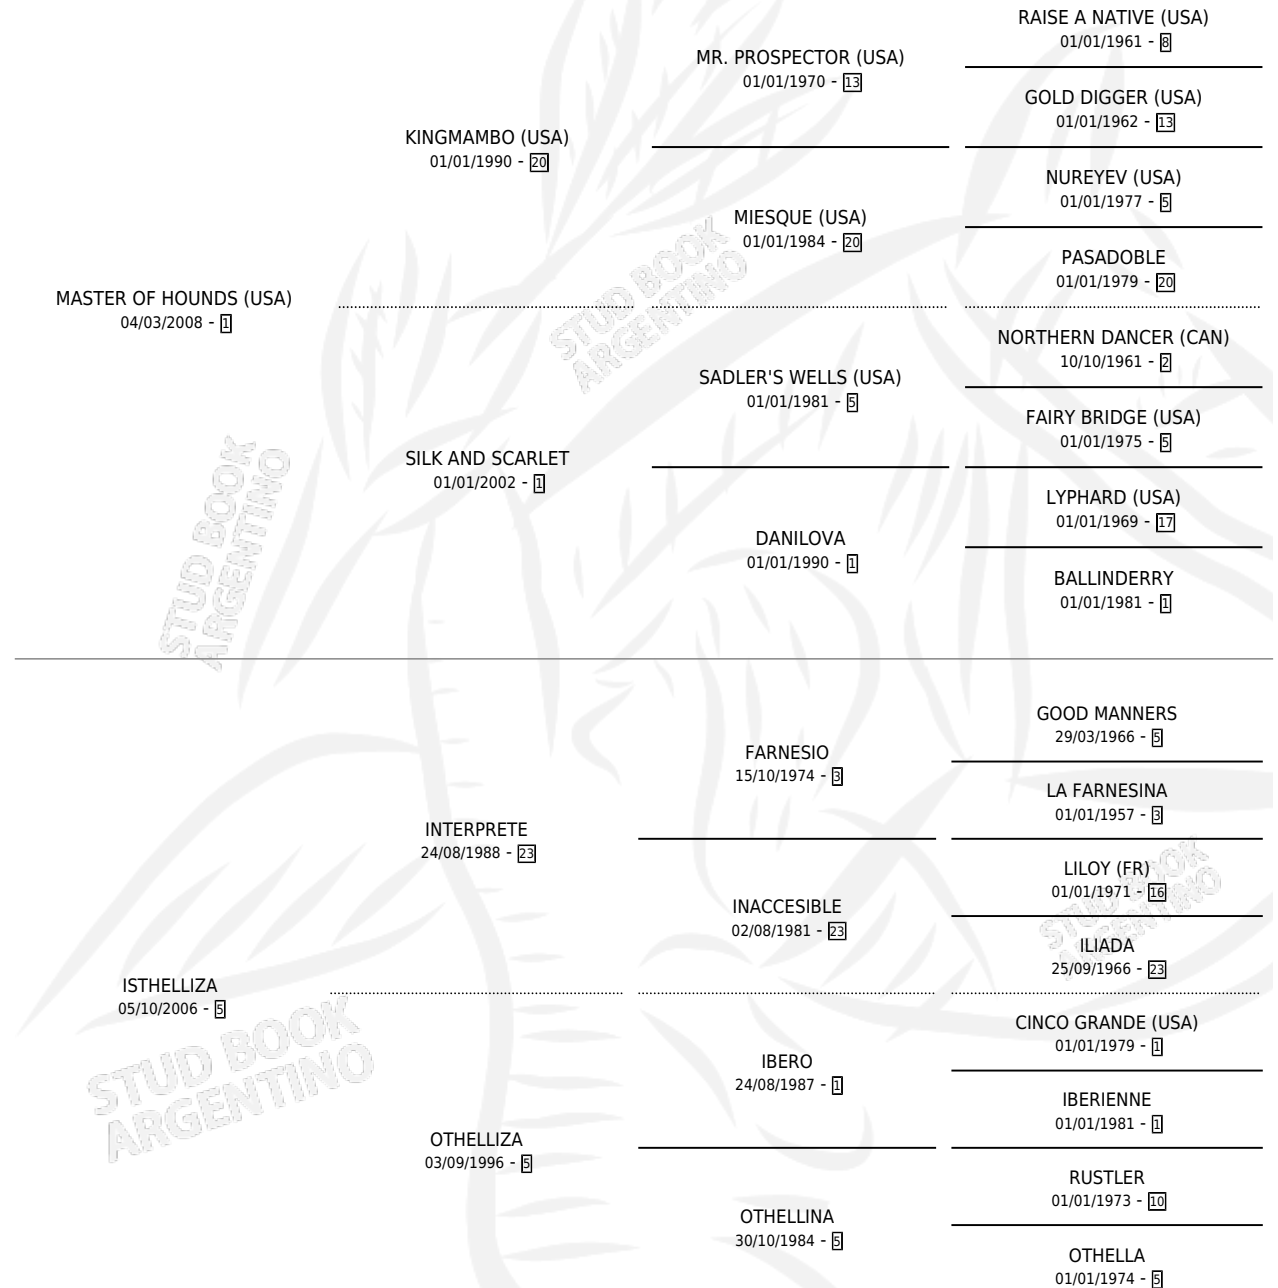 RAISE A NATIVE (USA)
01/01/1961 - 8
MR. PROSPECTOR (USA)
01/01/1970 - 13
GOLD DIGGER (USA)
01/01/1962 - 13
KINGMAMBO (USA)
01/01/1990 - 20
NUREYEV (USA)
01/01/1977 - 5
MIESQUE (USA)
01/01/1984 - 20
PASADOBLE
01/01/1979 - 20
MASTER OF HOUNDS (USA)
04/03/2008 - 1
NORTHERN DANCER (CAN)
10/10/1961 - 2
SADLER'S WELLS (USA)
01/01/1981 - 5
FAIRY BRIDGE (USA)
01/01/1975 - 5
SILK AND SCARLET
01/01/2002 - 1
LYPHARD (USA)
01/01/1969 - 17
DANILOVA
01/01/1990 - 1
BALLINDERRY
01/01/1981 - 1
GOOD MANNERS
29/03/1966 - 5
FARNESIO
15/10/1974 - 3
LA FARNESINA
01/01/1957 - 3
INTERPRETE
24/08/1988 - 23
LILOY (FR)
01/01/1971 - 16
INACCESIBLE
02/08/1981 - 23
ILIADA
25/09/1966 - 23
ISTHELLIZA
05/10/2006 - 5
CINCO GRANDE (USA)
01/01/1979 - 1
IBERO
24/08/1987 - 1
IBERIENNE
01/01/1981 - 1
OTHELLIZA
03/09/1996 - 5
RUSTLER
01/01/1973 - 10
OTHELLINA
30/10/1984 - 5
OTHELLA
01/01/1974 - 5
STUD BOOK
ARGENTINO
STUD BOOK
ARGENTINO
STUD BOOK
ARGENTINO
STUD BOOK
ARGENTINO